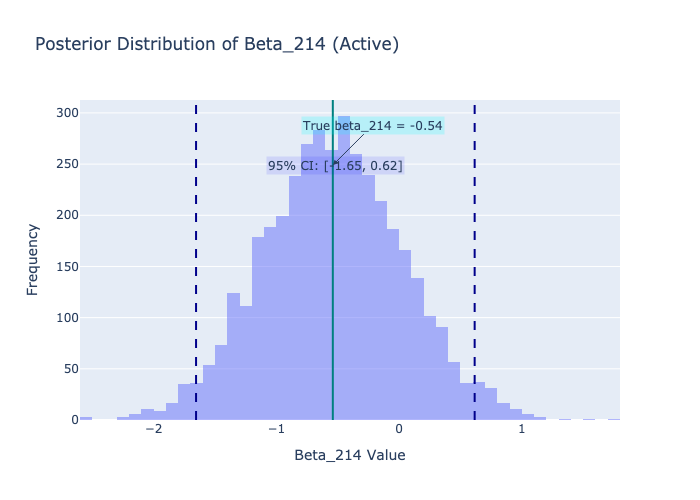 Posterior Distribution of Beta_214 (Active)
300
True beta_214 = -0.54
250
95% CI: [-1.65, 0.62]
200
150
100
50
0
Frequency
−2
−1
0
1
Beta_214 Value